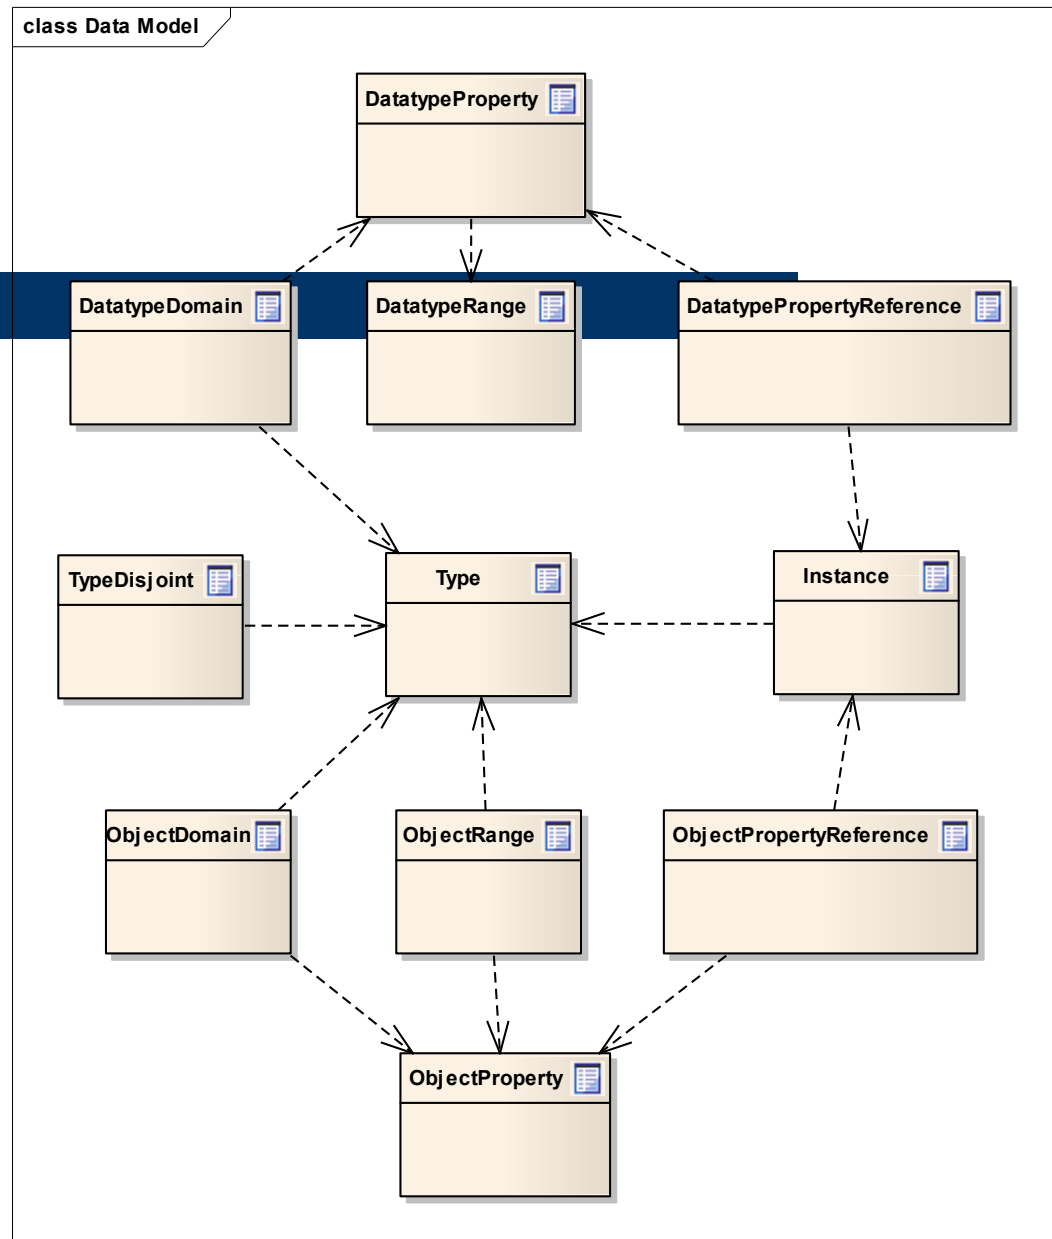 class Data Model
DatatypeProperty
DatatypeDomain
DatatypeRange
DatatypePropertyReference
TypeDisjoint
Type
Instance
ObjectDomain
ObjectRange
ObjectPropertyReference
ObjectProperty